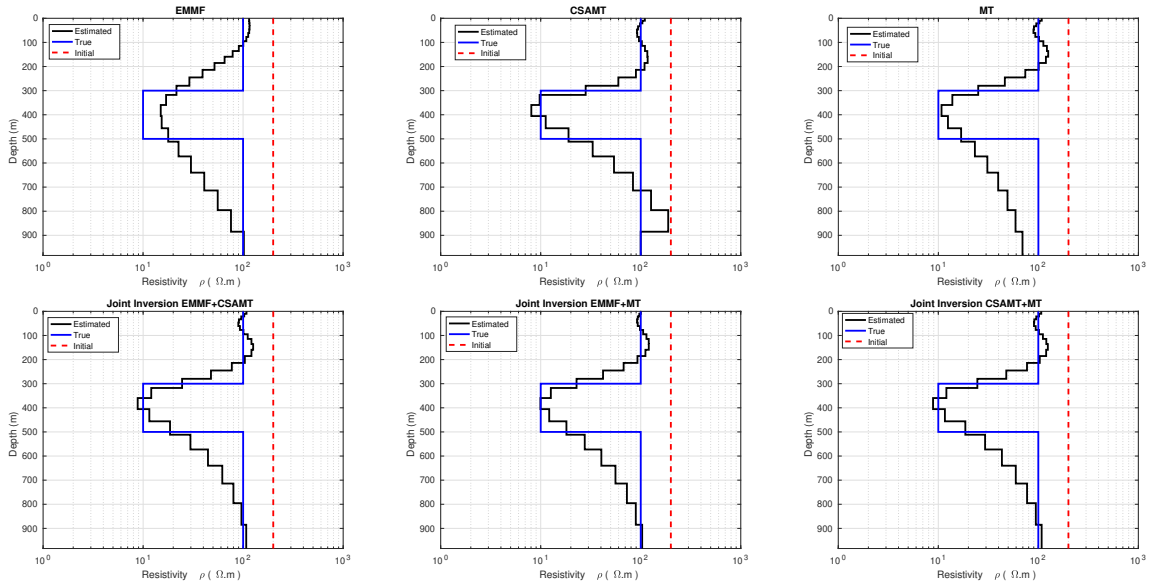 EMMF
Estimated
True
Initial
0
100
200
300
400
500
600
700
800
900
Depth (m)
10^0
10^1
10^2
10^3
Resistivity ρ ( Ω.m)
CSAMT
Estimated
True
Initial
0
100
200
300
400
500
600
700
800
900
Depth (m)
10^0
10^1
10^2
10^3
Resistivity ρ ( Ω.m)
MT
Estimated
True
Initial
0
100
200
300
400
500
600
700
800
900
Depth (m)
10^0
10^1
10^2
10^3
Resistivity ρ ( Ω.m)
Joint Inversion EMMF+CSAMT
Estimated
True
Initial
0
100
200
300
400
500
600
700
800
900
Depth (m)
10^0
10^1
10^2
10^3
Resistivity ρ ( Ω.m)
Joint Inversion EMMF+MT
Estimated
True
Initial
0
100
200
300
400
500
600
700
800
900
Depth (m)
10^0
10^1
10^2
10^3
Resistivity ρ ( Ω.m)
Joint Inversion CSAMT+MT
Estimated
True
Initial
0
100
200
300
400
500
600
700
800
900
Depth (m)
10^0
10^1
10^2
10^3
Resistivity ρ ( Ω.m)